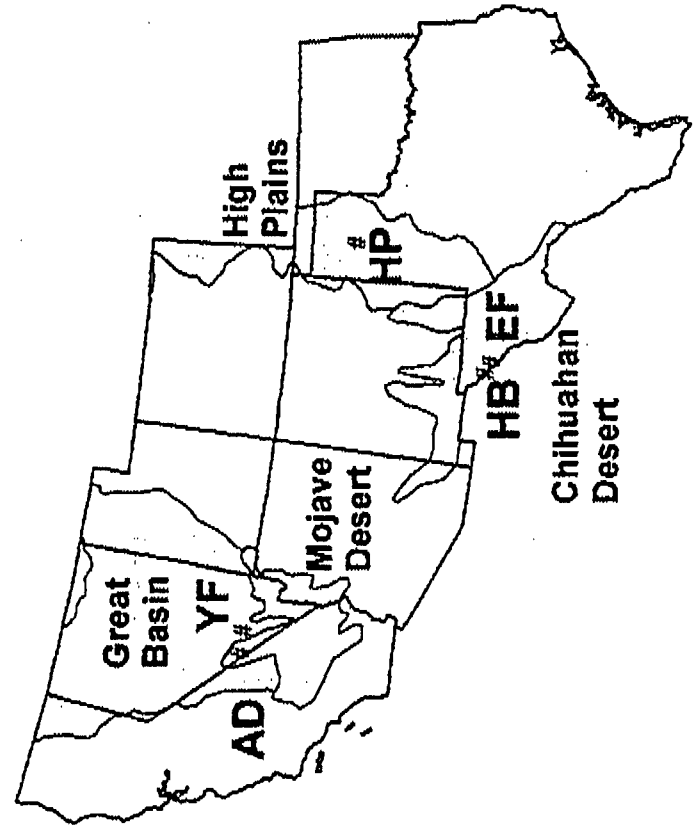 Great
Basin
YF
AD
Mojave
Desert
High
Plains
#
HP
HB EF
##
##
Chihuahan
Desert